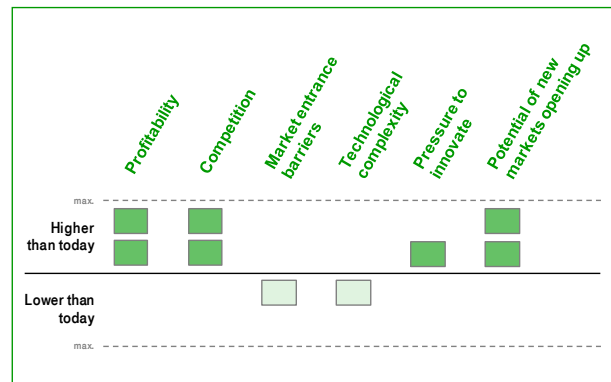 Profitability
Competition
Market entrance
barriers
Technological
complexity
Pressure to
innovate
Potential of new
markets opening up
max.
Higher
than today
Lower than
today
max.